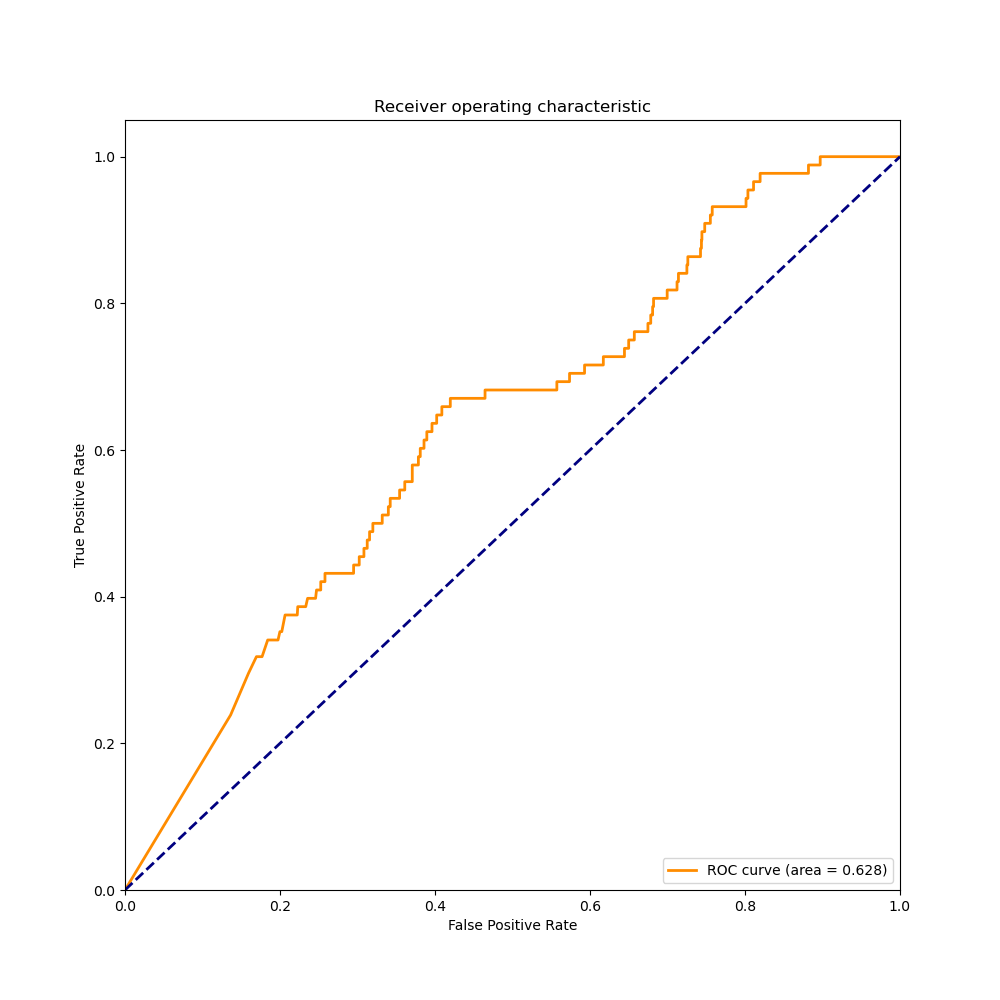 Receiver operating characteristic
1.0
0.8
0.6
0.4
0.2
0.0
True Positive Rate
ROC curve (area = 0.628)
0.0 0.2 0.4 0.6 0.8 1.0
False Positive Rate